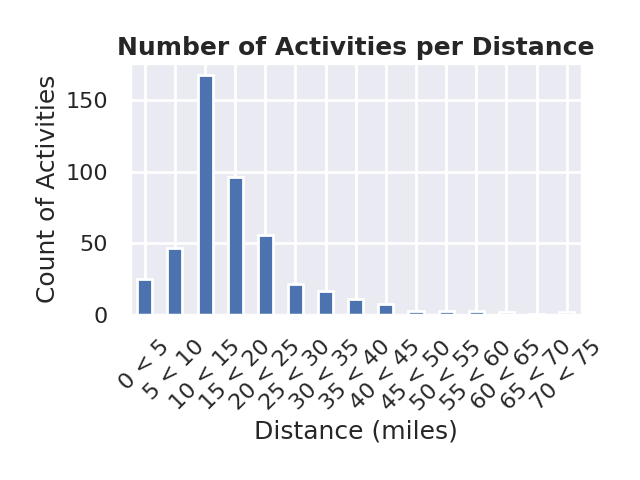 Number of Activities per Distance
Count of Activities
150
100
50
0
0 < 5
5 < 10
10 < 15
15 < 20
20 < 25
25 < 30
30 < 35
35 < 40
40 < 45
45 < 50
50 < 55
55 < 60
60 < 65
65 < 70
70 < 75
Distance (miles)